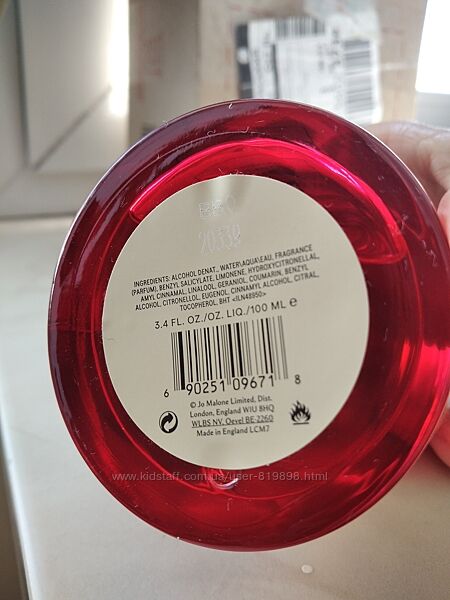 INGREDIENTS: ALCOHOL DENAT., WATER\AQUA\EAU, FRAGRANCE
(PARFUM), BENZYL SALICYLATE, LIMONENE, HYDROXYCITRONELLAL,
AMYL CINNAMAL, LINALOOL, GERANIOL, COUMARIN, BENZYL
ALCOHOL, CITRONELLOL, EUGENOL, CINNAMYL ALCOHOL, CITRAL,
TOCOPHEROL, BHT <ILN48950>
3.4 FL. OZ./OZ. LIQ./100 ML ℮
6 90251 09671 8
© Jo Malone Limited, Dist.
London, England W1U 8HQ
WLBS NV, Oevel BE-2260
Made in England LCM7
www.kidstaff.com.ua/user-819898.html